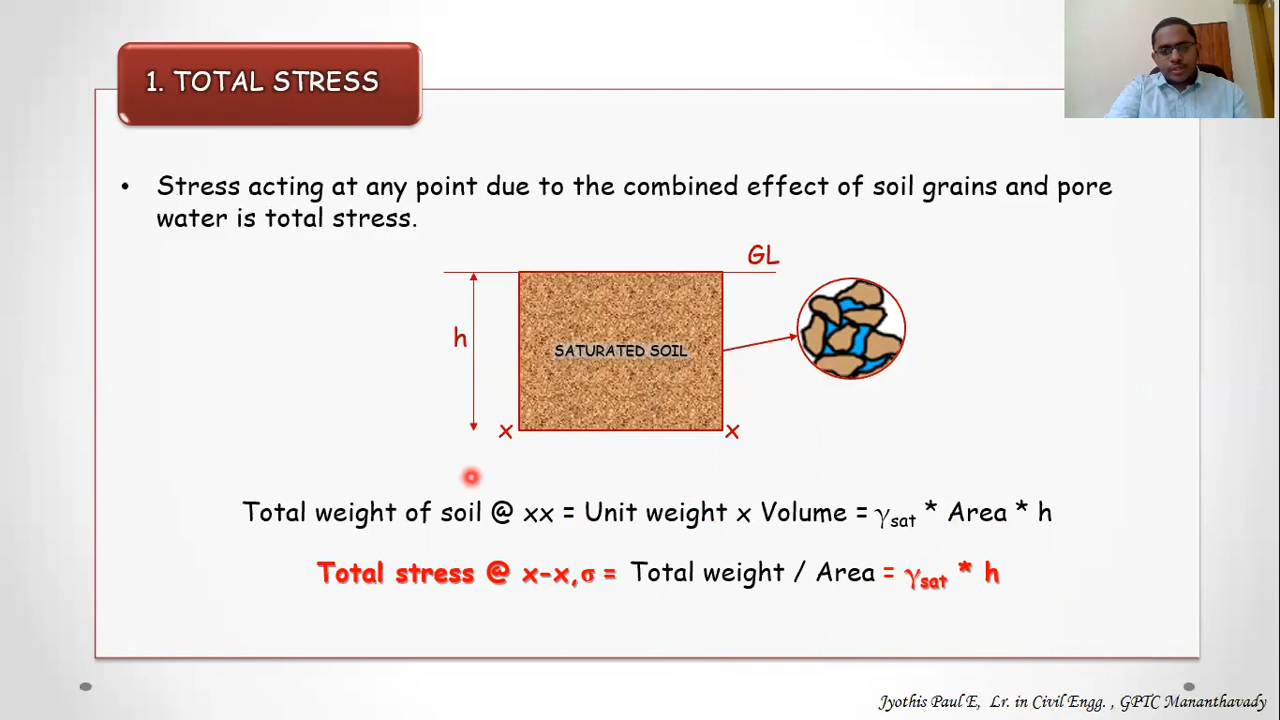 1. TOTAL STRESS
• Stress acting at any point due to the combined effect of soil grains and pore
water is total stress.
GL
h
SATURATED SOIL
x x
Total weight of soil @ xx = Unit weight x Volume = γsat * Area * h
Total stress @ x-x, σ = Total weight / Area = γsat * h
Jyothis Paul E, Lr. in Civil Engg. , GPTC Mananthavady